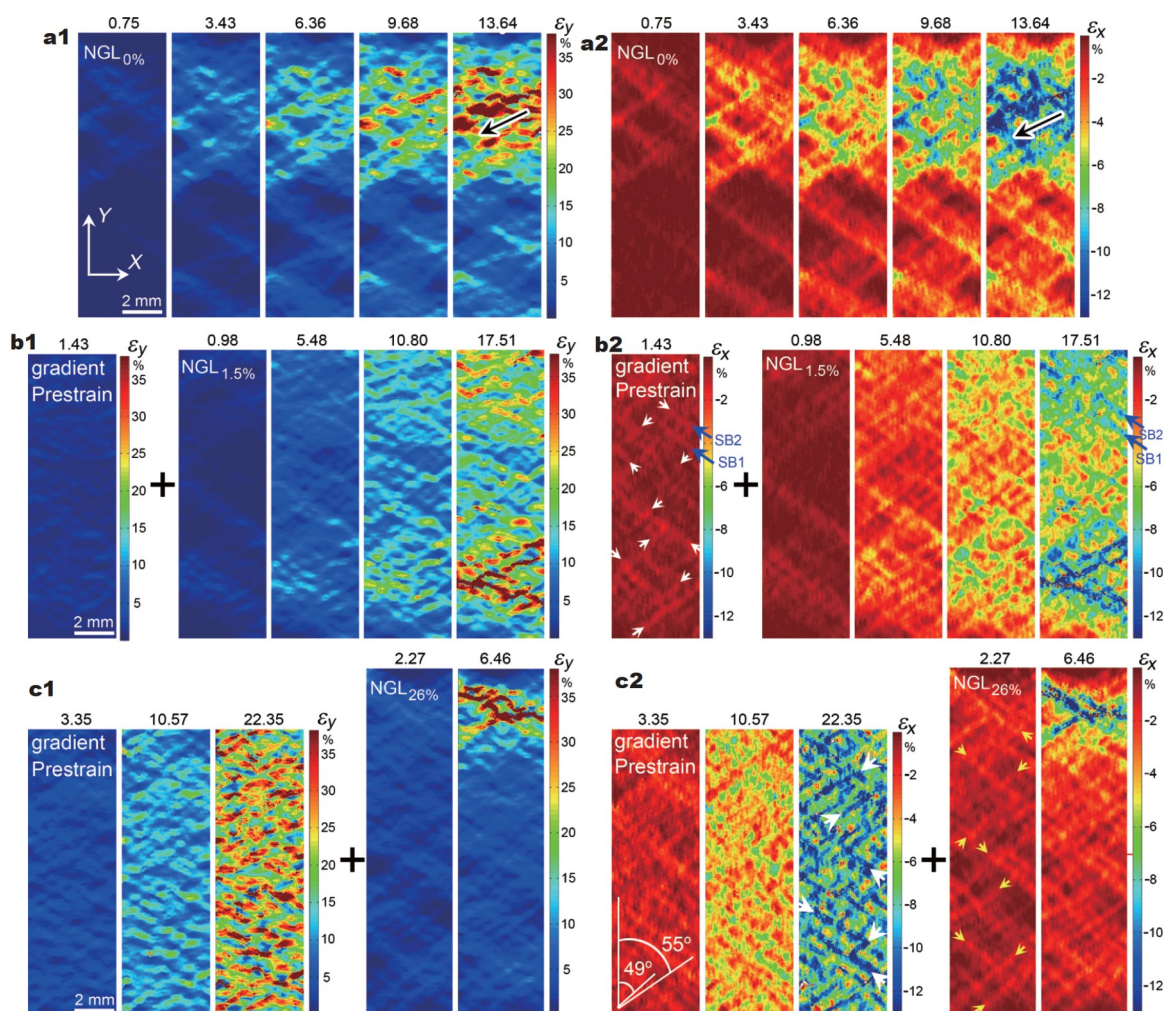 a1
0.75 3.43 6.36 9.68 13.64 εy
%
NGL0%
35
30
25
20
15
10
5
Y
X
2 mm
a2
0.75 3.43 6.36 9.68 13.64 εx
%
NGL0%
-2
-4
-6
-8
-10
-12
b1
1.43 εy
%
gradient
Prestrain
35
30
25
20
15
10
5
2 mm
+
0.98 5.48 10.80 17.51 εy
%
NGL1.5%
35
30
25
20
15
10
5
b2
1.43 εx
%
gradient
Prestrain
-2
SB2
SB1
-6
-8
-10
-12
+
0.98 5.48 10.80 17.51 εx
%
NGL1.5%
-2
SB2
SB1
-6
-8
-10
-12
c1
3.35 10.57 22.35 εy
%
gradient
Prestrain
35
30
25
20
15
10
5
2 mm
+
2.27 6.46 εy
%
NGL26%
35
30
25
20
15
10
5
c2
3.35 10.57 22.35 εx
%
gradient
Prestrain
-2
-4
-6
-8
-10
-12
55°
49°
+
2.27 6.46 εx
%
NGL26%
-2
-4
-6
-8
-10
-12